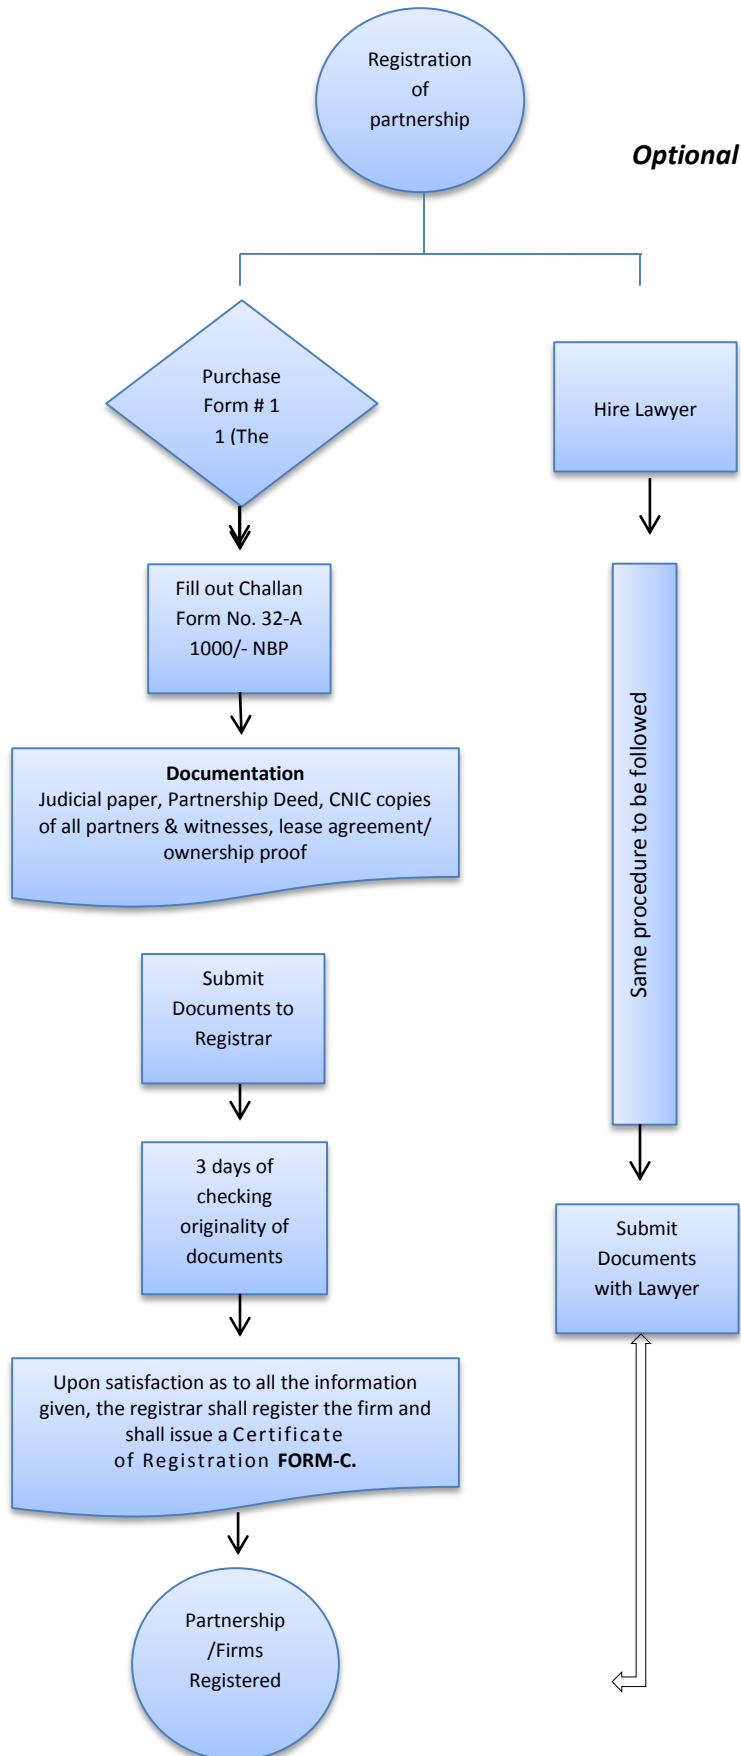 Registration
of
partnership
Optional
Purchase
Form # 1
1 (The
Hire Lawyer
Fill out Challan
Form No. 32-A
1000/- NBP
Documentation
Judicial paper, Partnership Deed, CNIC copies
of all partners & witnesses, lease agreement/
ownership proof
Same procedure to be followed
Submit
Documents to
Registrar
3 days of
checking
originality of
documents
Submit
Documents
with Lawyer
Upon satisfaction as to all the information
given, the registrar shall register the firm and
shall issue a Certificate
of Registration FORM-C.
Partnership
/Firms
Registered